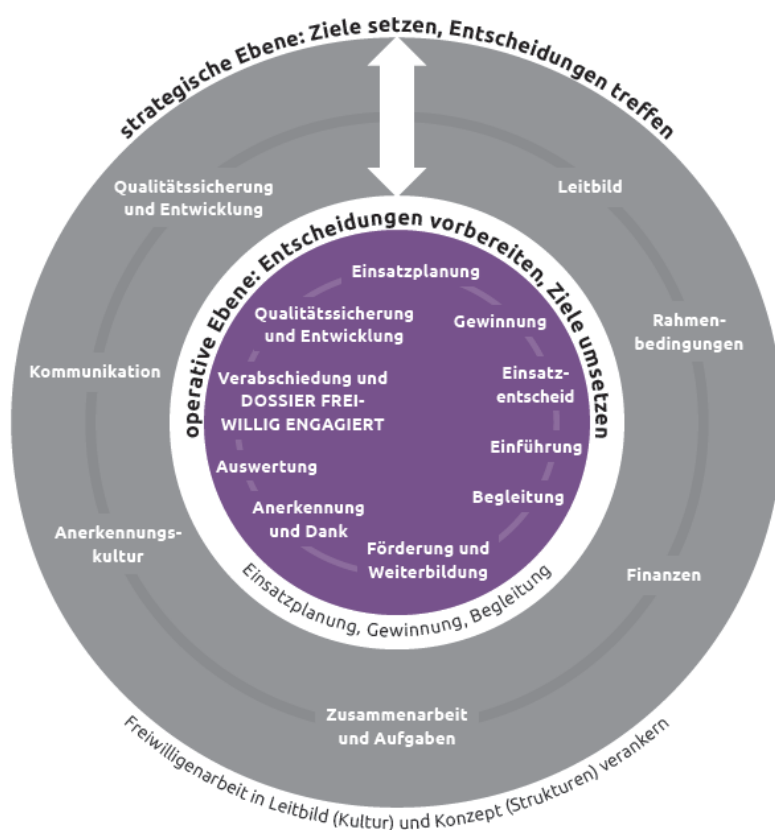 strategische Ebene: Ziele setzen, Entscheidungen treffen
Leitbild
Rahmen-
bedingungen
Finanzen
Zusammenarbeit
und Aufgaben
Anerkennungs-
kultur
Kommunikation
Qualitätssicherung
und Entwicklung
Freiwilligenarbeit in Leitbild (Kultur) und Konzept (Strukturen) verankern
operative Ebene: Entscheidungen vorbereiten, Ziele umsetzen
Einsatzplanung
Gewinnung
Einsatz-
entscheid
Einführung
Begleitung
Förderung und
Weiterbildung
Anerkennung
und Dank
Auswertung
Verabschiedung und
DOSSIER FREI-
WILLIG ENGAGIERT
Qualitätssicherung
und Entwicklung
Einsatzplanung, Gewinnung, Begleitung